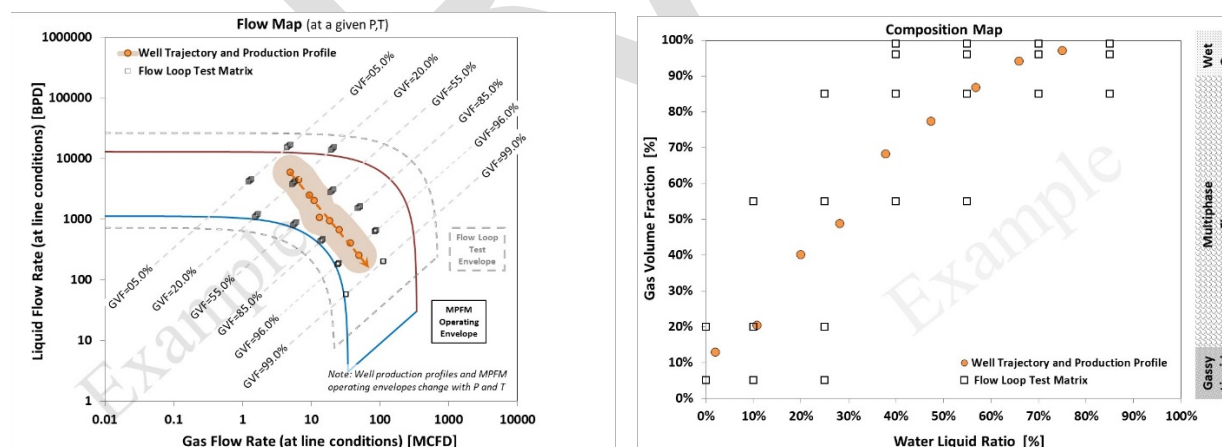 Flow Map (at a given P,T)
Liquid Flow Rate (at line conditions) [BPD]
1000000
100000
10000
1000
100
10
1
Well Trajectory and Production Profile
Flow Loop Test Matrix
GVF=05.0%
GVF=20.0%
GVF=55.0%
GVF=85.0%
GVF=96.0%
GVF=99.0%
GVF=05.0%
GVF=20.0%
GVF=55.0%
GVF=85.0%
GVF=96.0%
GVF=99.0%
Flow Loop
Test
Envelope
MPFM
Operating
Envelope
Example
Note: Well production profiles and MPFM
operating envelopes change with P and T
0.01 0.1 1 10 100 1000 10000
Gas Flow Rate (at line conditions) [MCFD]
Composition Map
Gas Volume Fraction [%]
100%
90%
80%
70%
60%
50%
40%
30%
20%
10%
0%
Example
Well Trajectory and Production Profile
Flow Loop Test Matrix
0% 10% 20% 30% 40% 50% 60% 70% 80% 90% 100%
Water Liquid Ratio [%]
Wet
Multiphase
Gassy